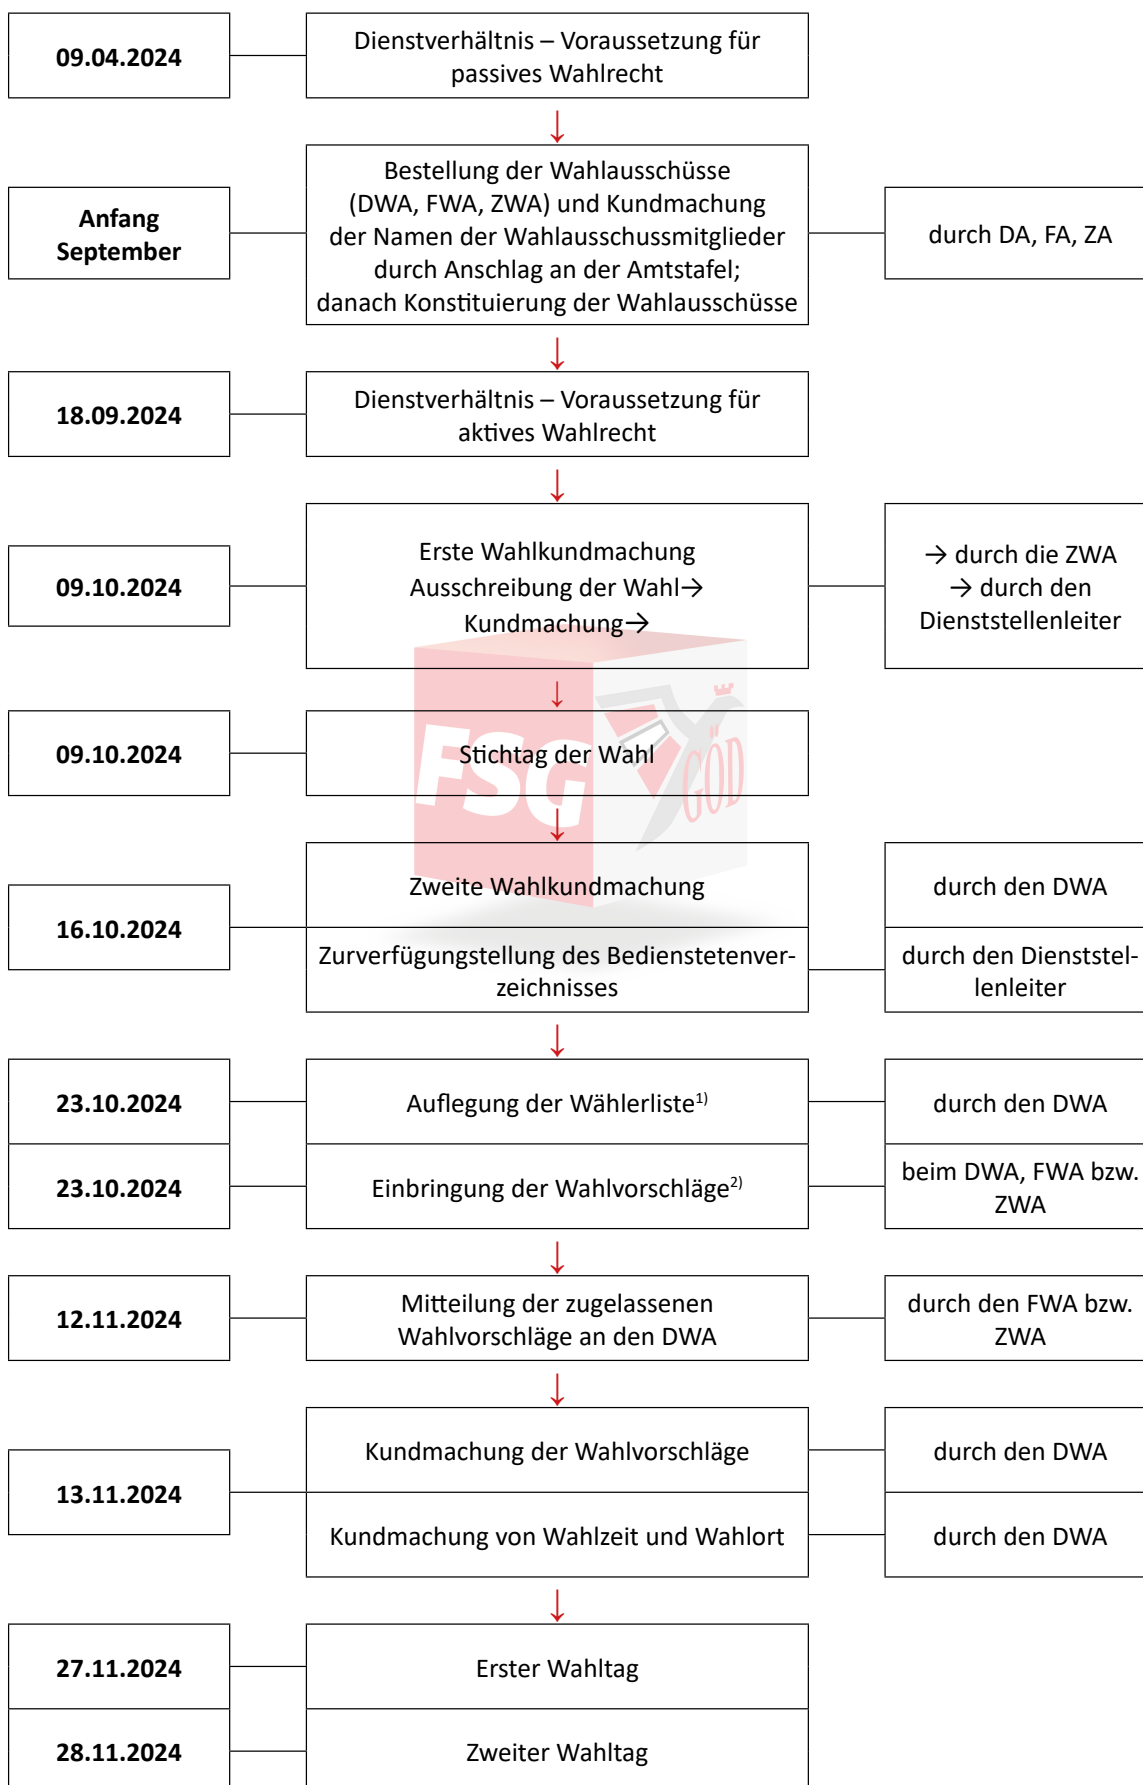 09.04.2024
Dienstverhältnis – Voraussetzung für
passives Wahlrecht
↓
Anfang
September
Bestellung der Wahlausschüsse
(DWA, FWA, ZWA) und Kundmachung
der Namen der Wahlausschussmitglieder
durch Anschlag an der Amtstafel;
danach Konstituierung der Wahlausschüsse
durch DA, FA, ZA
↓
18.09.2024
Dienstverhältnis – Voraussetzung für
aktives Wahlrecht
↓
09.10.2024
Erste Wahlkundmachung
Ausschreibung der Wahl→
Kundmachung→
→ durch die ZWA
→ durch den
Dienststellenleiter
↓
09.10.2024
Stichtag der Wahl
FSG
GÖD
↓
16.10.2024
Zweite Wahlkundmachung
durch den DWA
Zurverfügungstellung des Bedienstetenver-
zeichnisses
durch den Dienststel-
lenleiter
↓
23.10.2024
Auflegung der Wählerliste¹⁾
durch den DWA
23.10.2024
Einbringung der Wahlvorschläge²⁾
beim DWA, FWA bzw.
ZWA
↓
12.11.2024
Mitteilung der zugelassenen
Wahlvorschläge an den DWA
durch den FWA bzw.
ZWA
↓
13.11.2024
Kundmachung der Wahlvorschläge
durch den DWA
Kundmachung von Wahlzeit und Wahlort
durch den DWA
↓
27.11.2024
Erster Wahltag
28.11.2024
Zweiter Wahltag